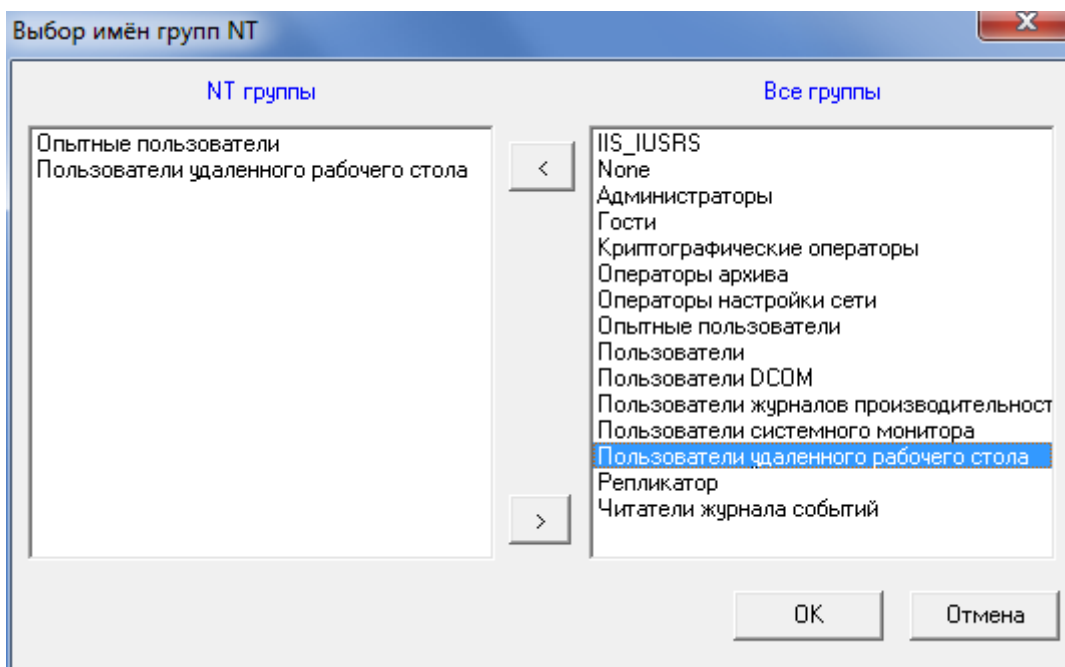 Выбор имён групп NT
NT группы
Все группы
Опытные пользователи
Пользователи удаленного рабочего стола
<
>
IIS_IUSRS
None
Администраторы
Гости
Криптографические операторы
Операторы архива
Операторы настройки сети
Опытные пользователи
Пользователи
Пользователи DCOM
Пользователи журналов производительност
Пользователи системного монитора
Пользователи удаленного рабочего стола
Репликатор
Читатели журнала событий
OK
Отмена